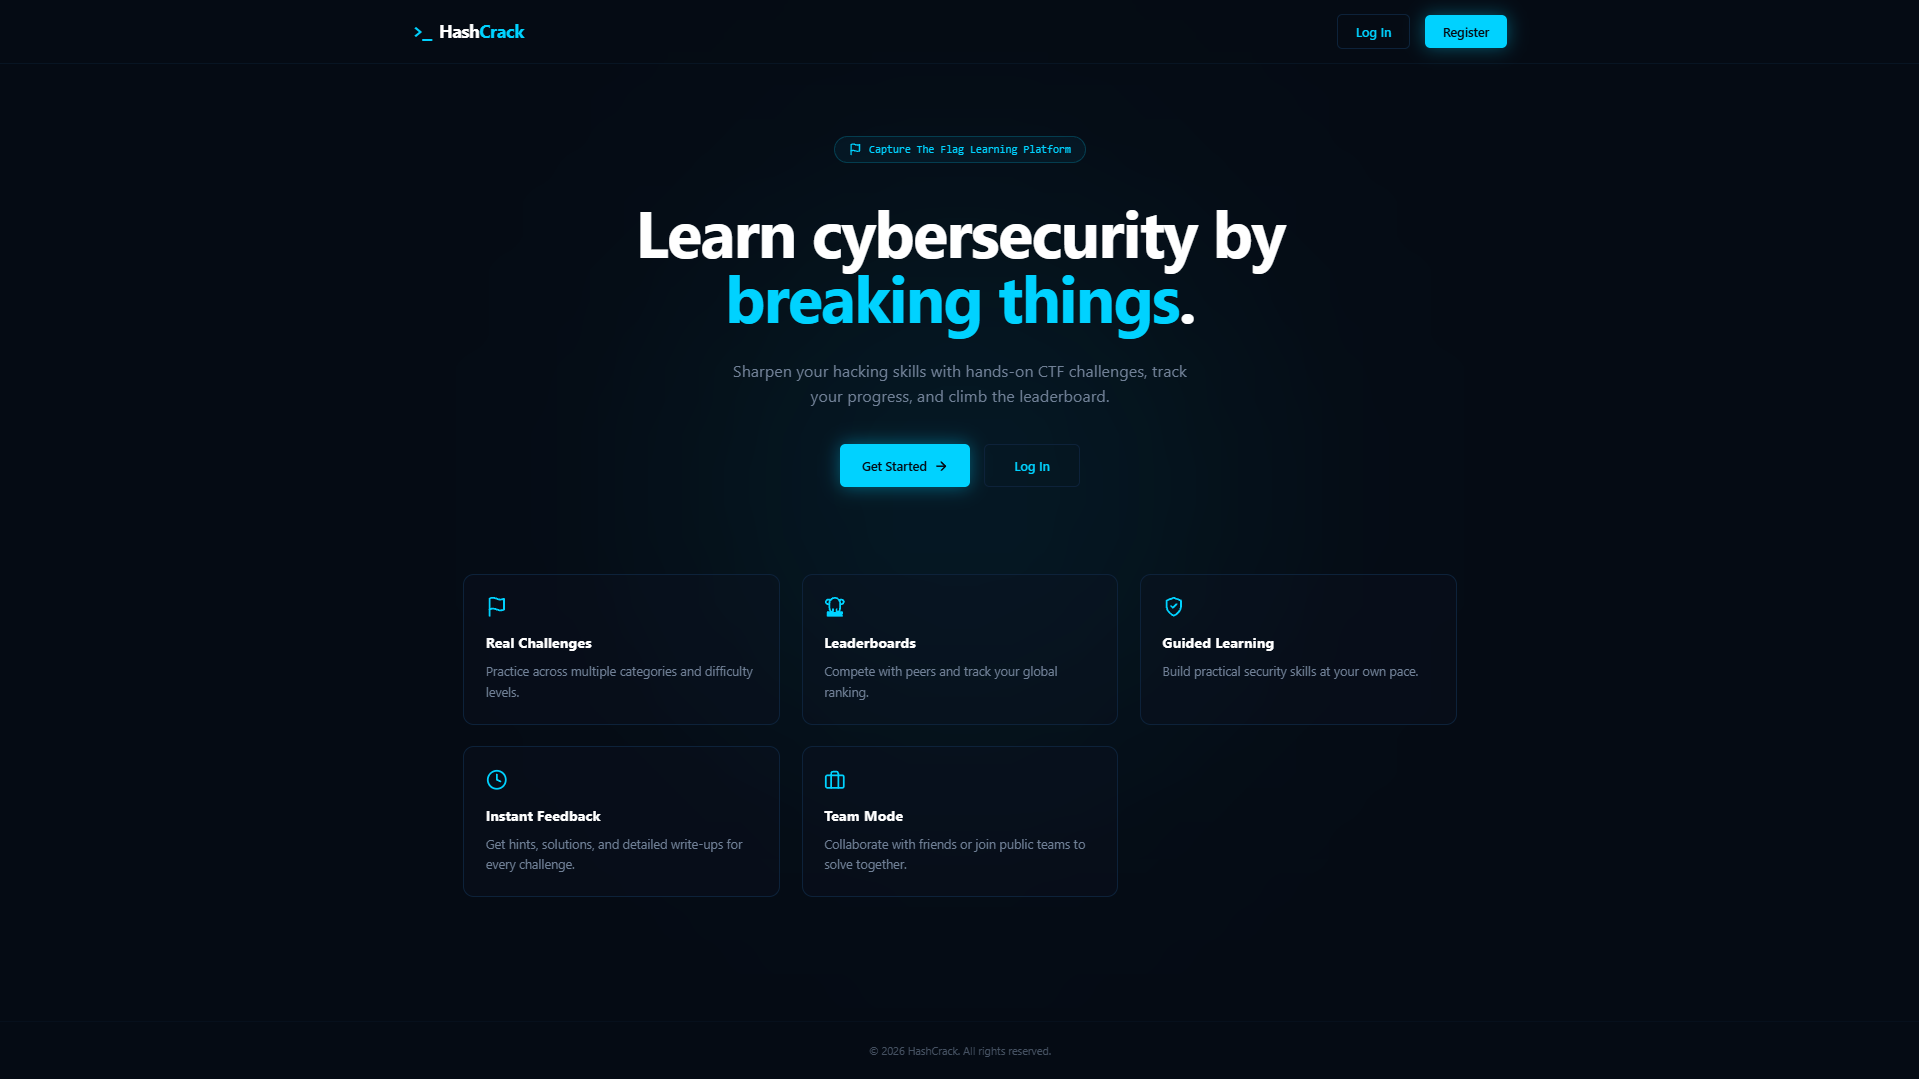 >_ HashCrack
Log In
Register
Capture The Flag Learning Platform
Learn cybersecurity by
breaking things.
Sharpen your hacking skills with hands-on CTF challenges, track
your progress, and climb the leaderboard.
Get Started →
Log In
Real Challenges
Practice across multiple categories and difficulty
levels.
Leaderboards
Compete with peers and track your global
ranking.
Guided Learning
Build practical security skills at your own pace.
Instant Feedback
Get hints, solutions, and detailed write-ups for
every challenge.
Team Mode
Collaborate with friends or join public teams to
solve together.
© 2026 HashCrack. All rights reserved.